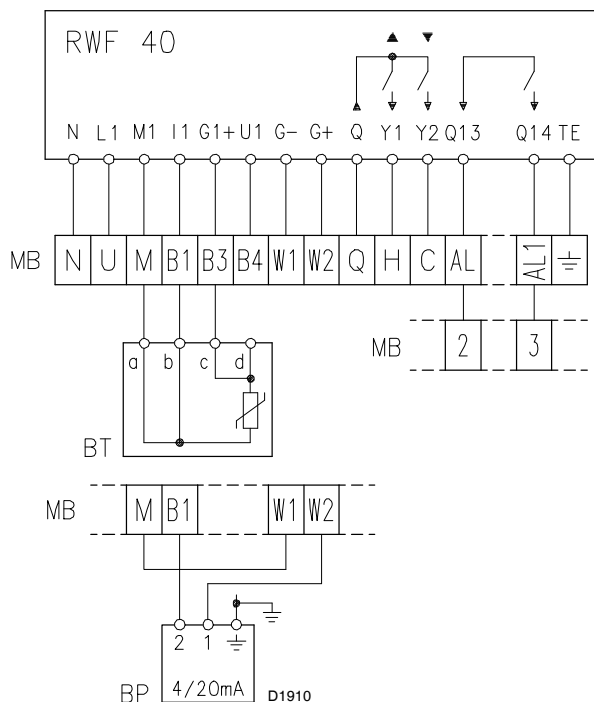 RWF 40
N L1 M1 I1 G1+ U1 G- G+ Q Y1 Y2 Q13 Q14 TE
MB N U M B1 B3 B4 W1 W2 Q H C AL AL1
MB 2 3
a b c d
BT
MB M B1 W1 W2
2 1
BP 4/20mA D1910